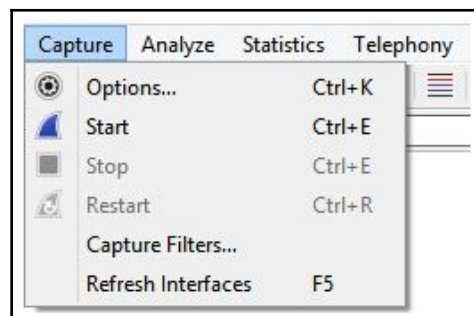 Capture Analyze Statistics Telephony
Options... Ctrl+K
Start Ctrl+E
Stop Ctrl+E
Restart Ctrl+R
Capture Filters...
Refresh Interfaces F5